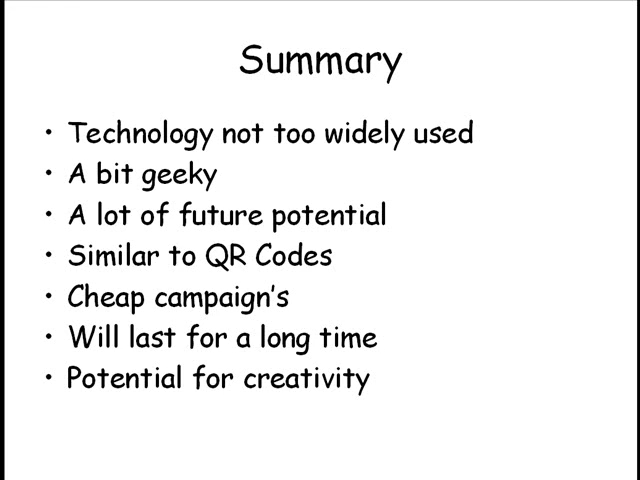 Summary
• Technology not too widely used
• A bit geeky
• A lot of future potential
• Similar to QR Codes
• Cheap campaign's
• Will last for a long time
• Potential for creativity